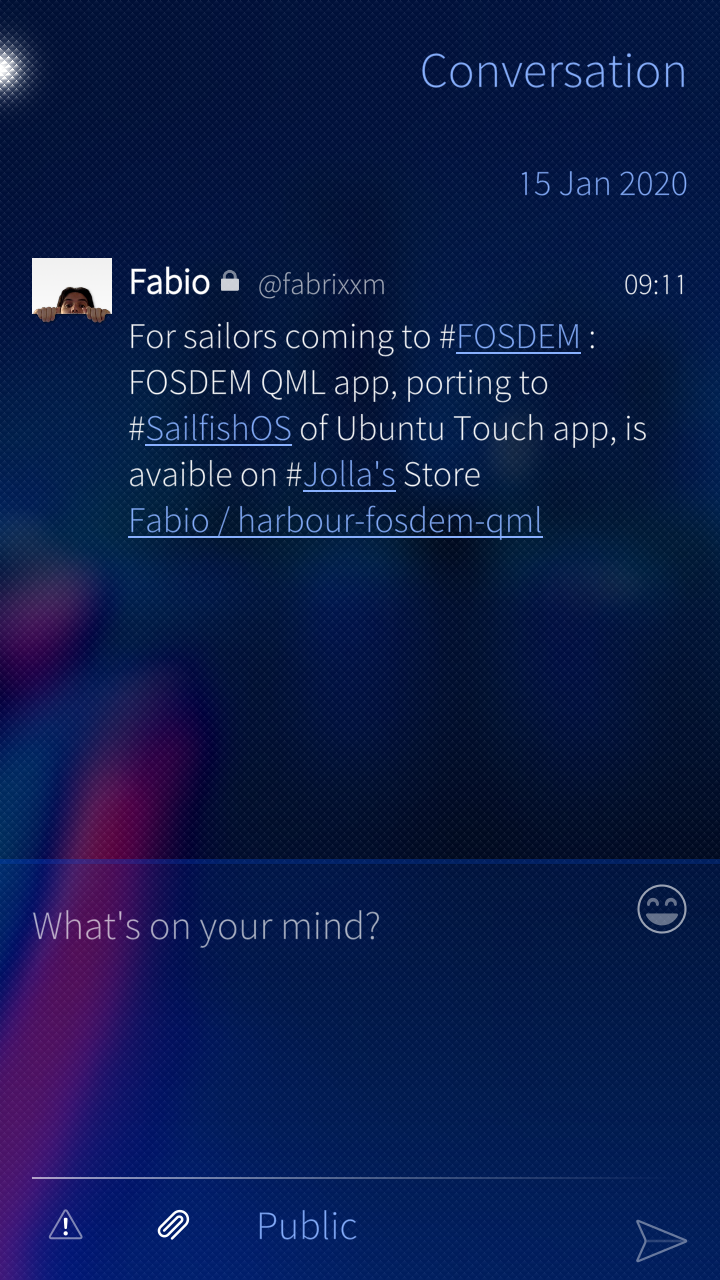 Conversation
15 Jan 2020
Fabio @fabrixxm 09:11
For sailors coming to #FOSDEM :
FOSDEM QML app, porting to
#SailfishOS of Ubuntu Touch app, is
avaible on #Jolla's Store
Fabio / harbour-fosdem-qml
What's on your mind?
Public